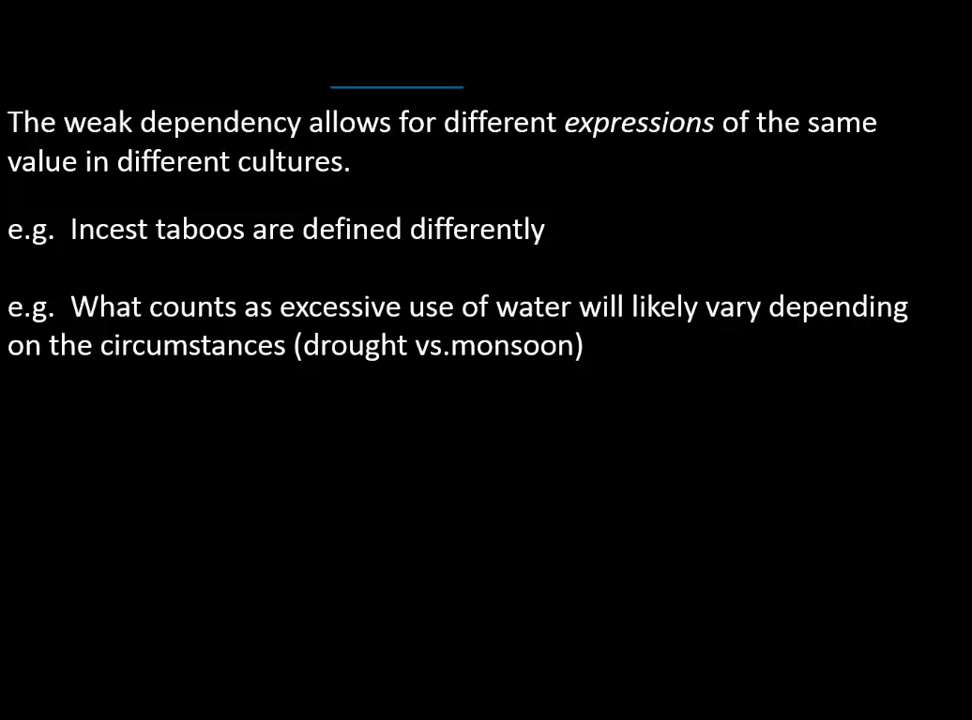 The weak dependency allows for different expressions of the same
value in different cultures.
e.g.  Incest taboos are defined differently
e.g.  What counts as excessive use of water will likely vary depending
on the circumstances (drought vs.monsoon)